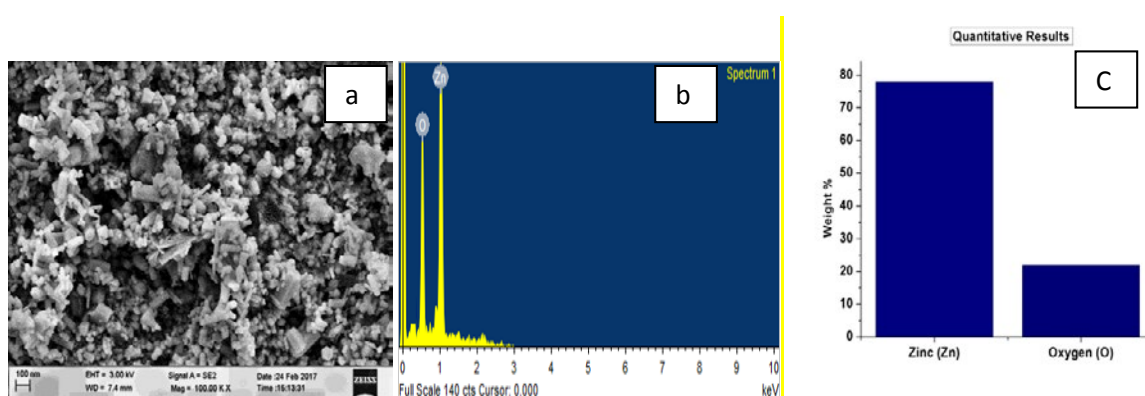 a
100 nm
EHT = 3.00 kV
Signal A = SE2
Date :24 Feb 2017
WD = 7.4 mm
Mag = 100.00 K X
Time :15:13:31
ZEISS
b
Spectrum 1
Zn
O
0 1 2 3 4 5 6 7 8 9 10
Full Scale 140 cts Cursor: 0.000
keV
Quantitative Results
C
Weight %
80
70
60
50
40
30
20
10
0
Zinc (Zn)
Oxygen (O)